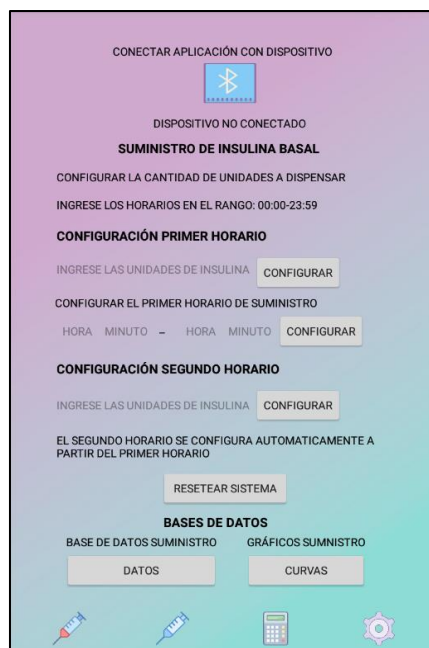 CONECTAR APLICACIÓN CON DISPOSITIVO
DISPOSITIVO NO CONECTADO
SUMINISTRO DE INSULINA BASAL
CONFIGURAR LA CANTIDAD DE UNIDADES A DISPENSAR
INGRESE LOS HORARIOS EN EL RANGO: 00:00-23:59
CONFIGURACIÓN PRIMER HORARIO
INGRESE LAS UNIDADES DE INSULINA CONFIGURAR
CONFIGURAR EL PRIMER HORARIO DE SUMINISTRO
HORA MINUTO – HORA MINUTO CONFIGURAR
CONFIGURACIÓN SEGUNDO HORARIO
INGRESE LAS UNIDADES DE INSULINA CONFIGURAR
EL SEGUNDO HORARIO SE CONFIGURA AUTOMATICAMENTE A
PARTIR DEL PRIMER HORARIO
RESETEAR SISTEMA
BASES DE DATOS
BASE DE DATOS SUMINISTRO GRÁFICOS SUMNISTRO
DATOS CURVAS